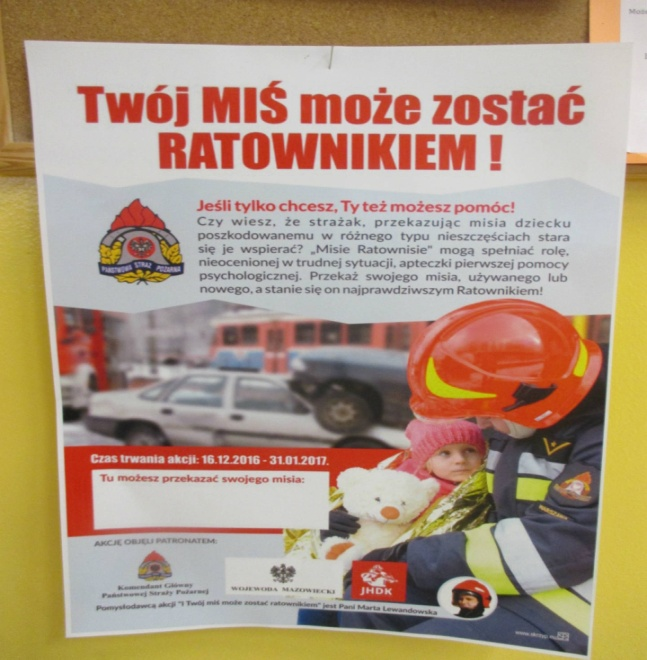 Twój MIŚ może zostać
RATOWNIKIEM !
Jeśli tylko chcesz, Ty też możesz pomóc!
Czy wiesz, że strażak, przekazując misia dziecku
poszkodowanemu w różnego typu nieszczęściach stara
się je wspierać? „Misie Ratownisie" mogą spełniać rolę,
nieocenionej w trudnej sytuacji, apteczki pierwszej pomocy
psychologicznej. Przekaż swojego misia, używanego lub
nowego, a stanie się on najprawdziwszym Ratownikiem!
PAŃSTWOWA STRAŻ POŻARNA
Czas trwania akcji: 16.12.2016 - 31.01.2017.
Tu możesz przekazać swojego misia:
AKCJĘ OBJĘLI PATRONATEM:
Komendant Główny
Państwowej Straży Pożarnej
WOJEWODA MAZOWIECKI
JHDK
Pomysłodawcą akcji "I Twój miś może zostać ratownikiem" jest Pani Marta Lewandowska